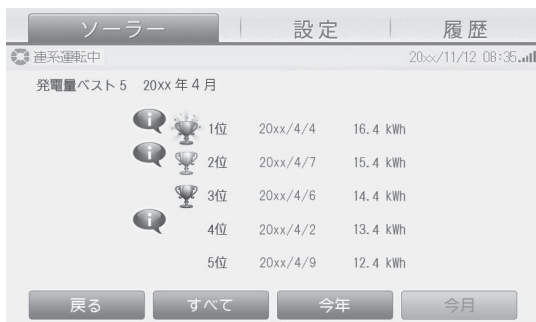 ソーラー 設定 履歴
連系運転中 20xx/11/12 08:35
発電量ベスト5 20XX年4月
1位 20xx/4/4 16.4 kWh
2位 20xx/4/7 15.4 kWh
3位 20xx/4/6 14.4 kWh
4位 20xx/4/2 13.4 kWh
5位 20xx/4/9 12.4 kWh
戻る すべて 今年 今月